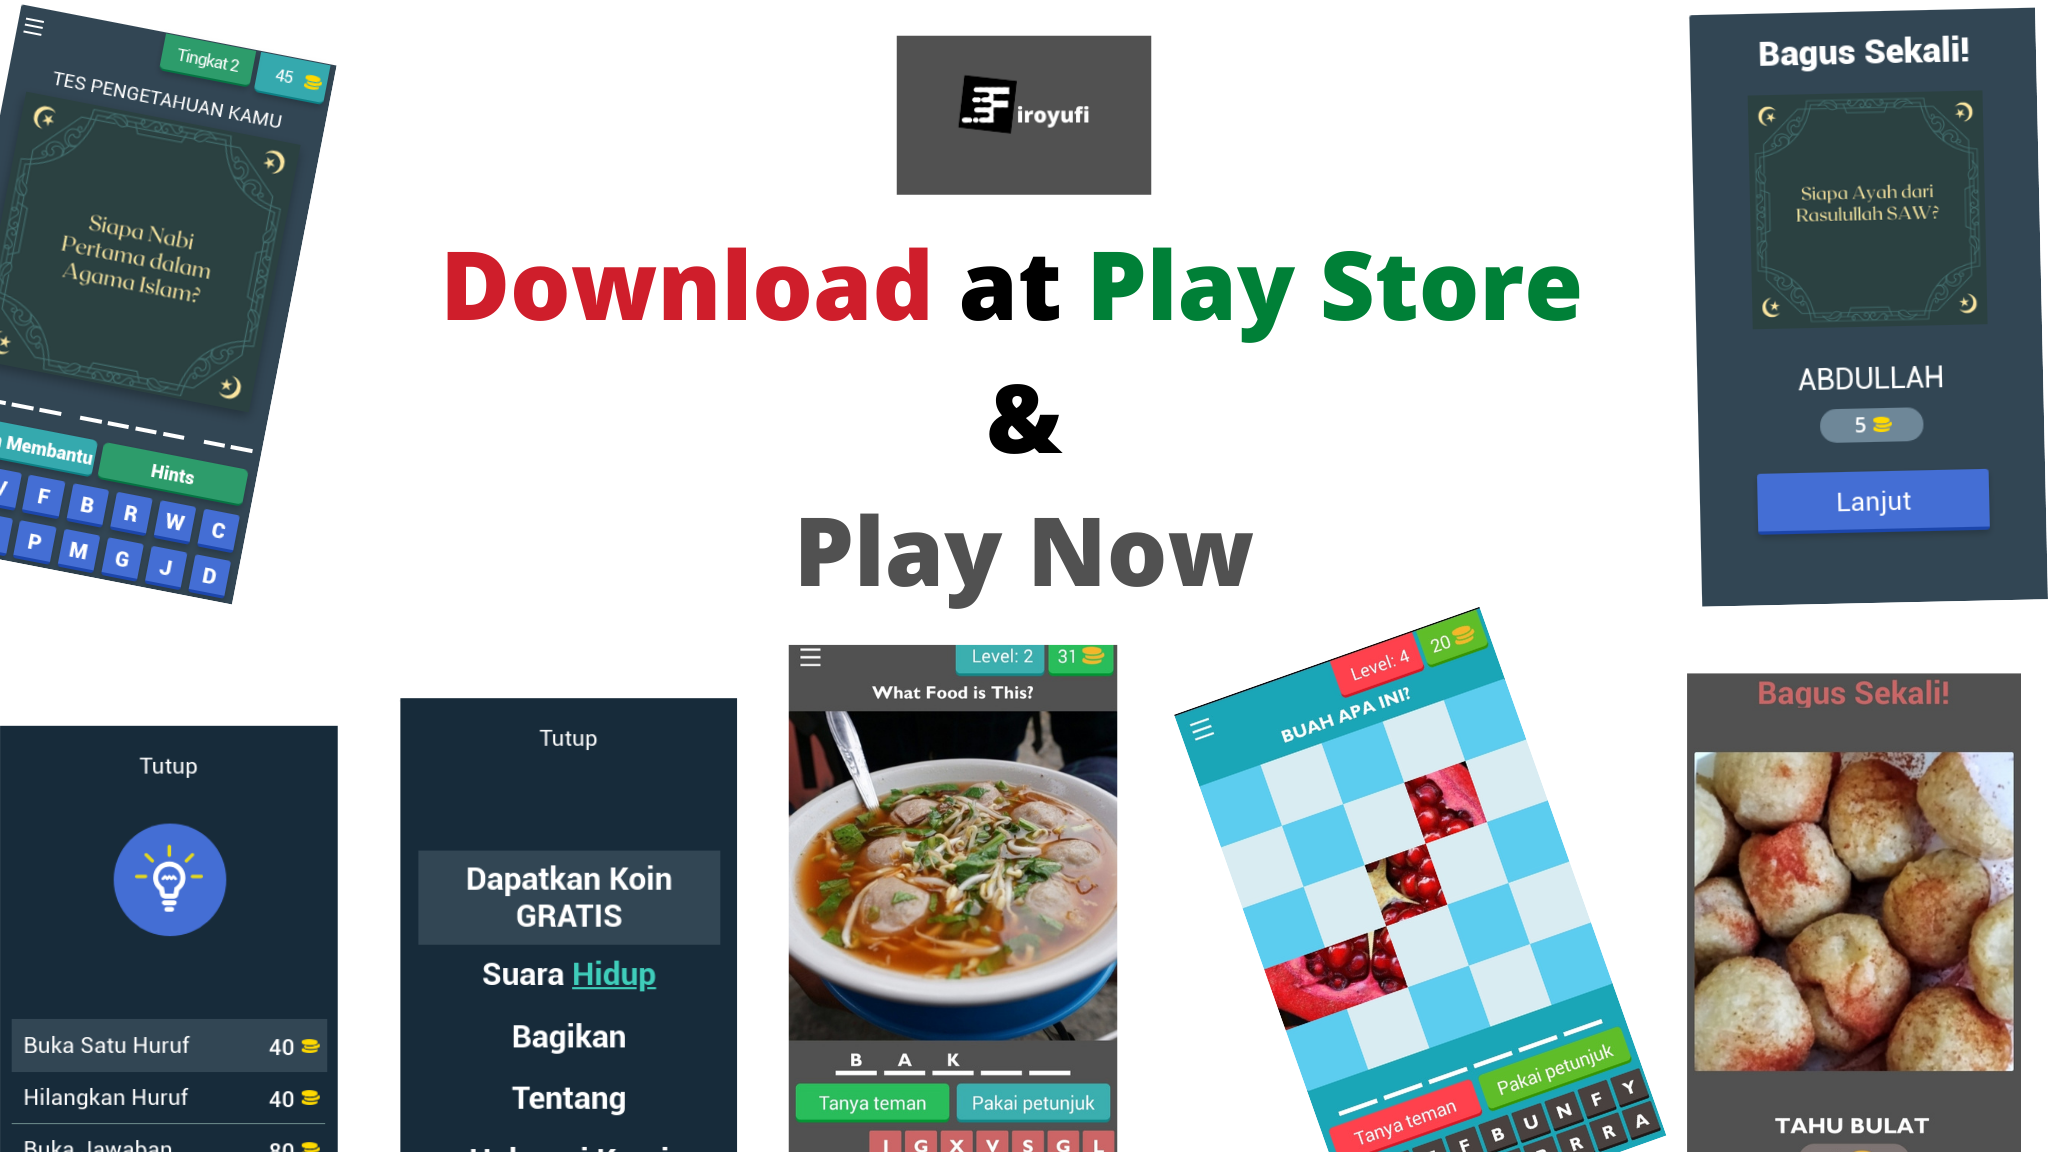 Tingkat 2
45
TES PENGETAHUAN KAMU
Siapa Nabi
Pertama dalam
Agama Islam?
Membantu
Hints
F B R W C
P M G J D
iroyufi
Download at Play Store
&
Play Now
Bagus Sekali!
Siapa Ayah dari
Rasulullah SAW?
ABDULLAH
5
Lanjut
Tutup
Buka Satu Huruf 40
Hilangkan Huruf 40
Buka Jawaban 80
Tutup
Dapatkan Koin
GRATIS
Suara Hidup
Bagikan
Tentang
Level: 2
31
What Food is This?
B A K
Tanya teman
Pakai petunjuk
I G X V S G L
Level: 4
20
BUAH APA INI?
Tanya teman
Pakai petunjuk
F B U N F Y
R R A
Bagus Sekali!
TAHU BULAT